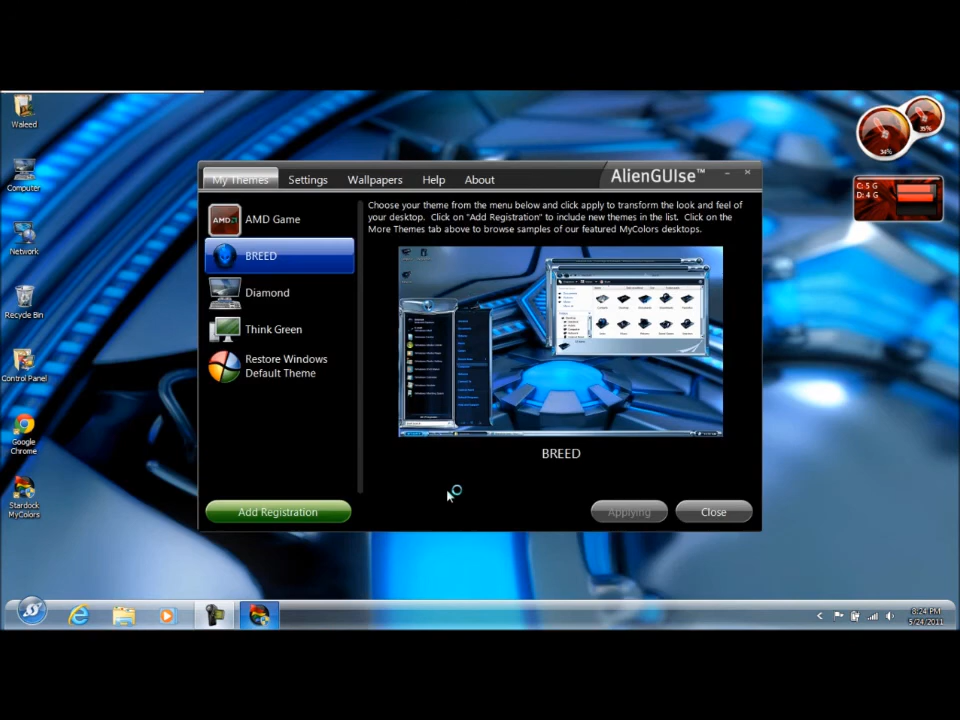 Waleed
Computer
Network
Recycle Bin
Control Panel
Google
Chrome
Stardock
MyColors
My Themes
Settings
Wallpapers
Help
About
AlienGUIse™
AMD Game
BREED
Diamond
Think Green
Restore Windows
Default Theme
Add Registration
Choose your theme from the menu below and click apply to transform the look and feel of
your desktop. Click on "Add Registration" to include new themes in the list. Click on the
More Themes tab above to browse samples of our featured MyColors desktops.
BREED
Applying
Close
34%
35%
C: 5 G
D: 4 G
8:24 PM
5/24/2011